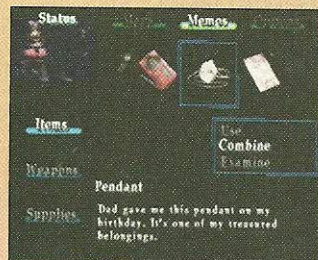 Status
Memos
Items
Use
Combine
Examine
Weapons
Pendant
Supplies
Dad gave me this pendant on my
birthday. It's one of my treasured
belongings.